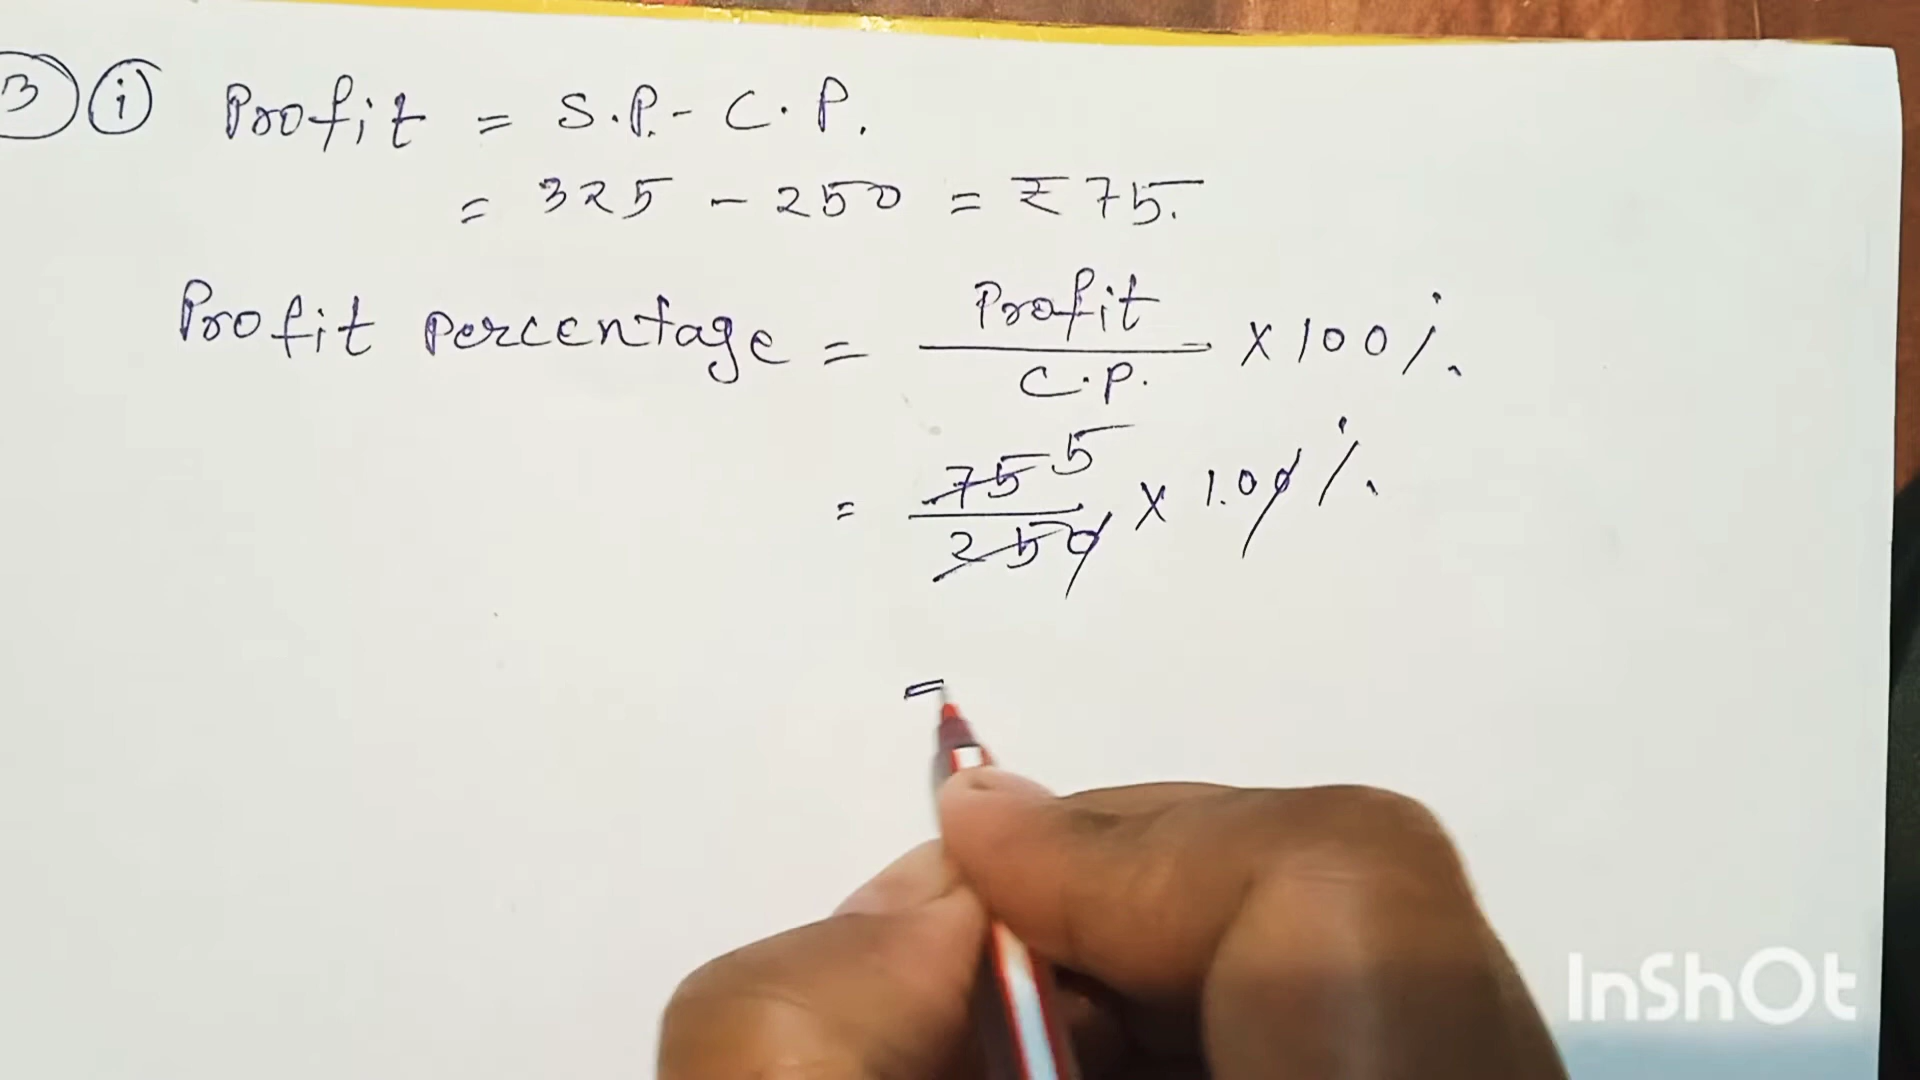 3 i Profit = S.P. - C.P.
= 325 - 250 = ₹75.
Profit percentage = Profit / C.P. × 100%
= 75 5 / 250 × 100%
=
InShOt